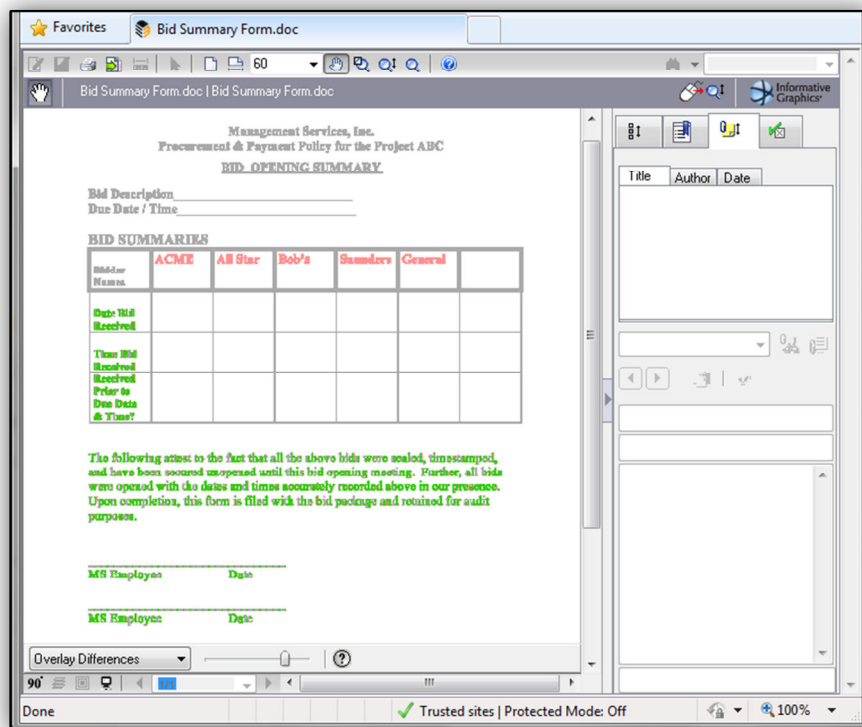 Favorites
Bid Summary Form.doc
60
Bid Summary Form.doc | Bid Summary Form.doc
Informative
Graphics
Management Services, Inc.
Procurement & Payment Policy for the Project ABC
BID OPENING SUMMARY
Bid Description
Due Date / Time
BID SUMMARIES
Bidder Names ACME All Star Bob's Saunders General
Date Bid
Received
Time Bid
Received
Received
Prior to
Due Date
& Time?
The following attest to the fact that all the above bids were sealed, timestamped,
and have been secured unopened until this bid opening meeting. Further, all bids
were opened with the dates and times accurately recorded above in our presence.
Upon completion, this form is filed with the bid package and retained for audit
purposes.
MS Employee Date
MS Employee Date
Title Author Date
Overlay Differences
90° 1/1
Done Trusted sites | Protected Mode: Off 100%